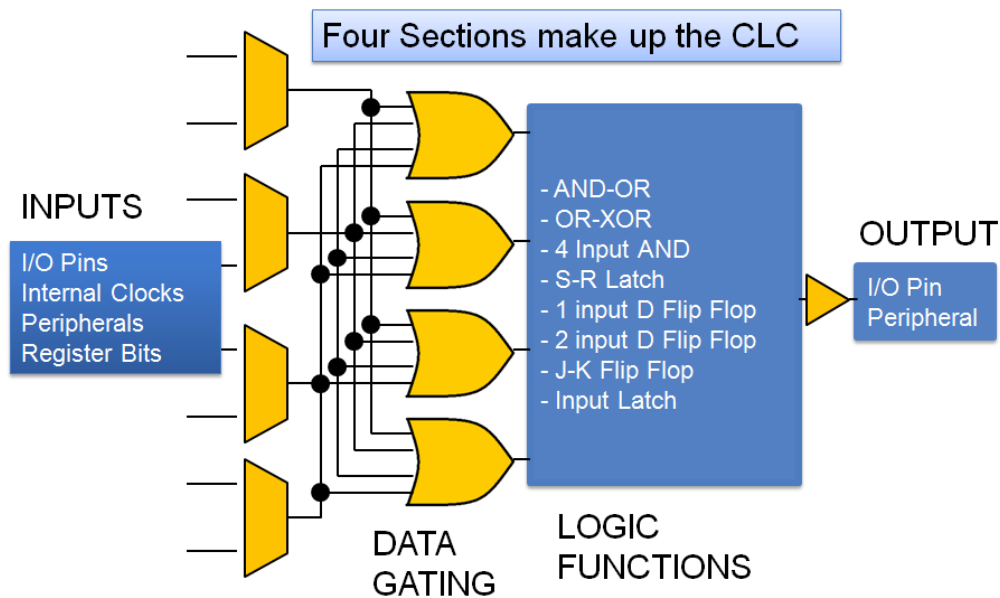 Four Sections make up the CLC
INPUTS
I/O Pins
Internal Clocks
Peripherals
Register Bits
- AND-OR
- OR-XOR
- 4 Input AND
- S-R Latch
- 1 input D Flip Flop
- 2 input D Flip Flop
- J-K Flip Flop
- Input Latch
OUTPUT
I/O Pin
Peripheral
DATA
GATING
LOGIC
FUNCTIONS